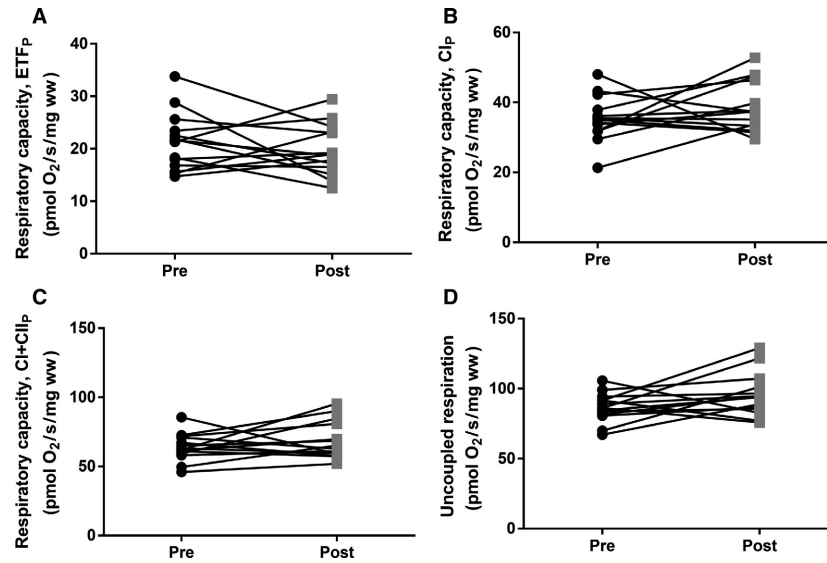 A
Respiratory capacity, ETFP
(pmol O2/s/mg ww)
40
30
20
10
0
Pre
Post
B
Respiratory capacity, CIP
(pmol O2/s/mg ww)
60
40
20
0
Pre
Post
C
Respiratory capacity, CI+CIIP
(pmol O2/s/mg ww)
150
100
50
0
Pre
Post
D
Uncoupled respiration
(pmol O2/s/mg ww)
150
100
50
0
Pre
Post